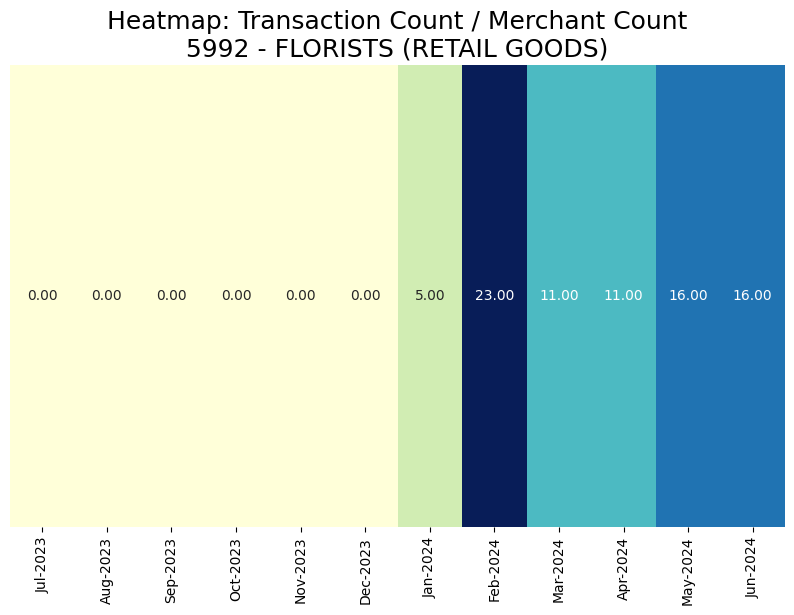 Heatmap: Transaction Count / Merchant Count
5992 - FLORISTS (RETAIL GOODS)
0.00 0.00 0.00 0.00 0.00 0.00 5.00 23.00 11.00 11.00 16.00 16.00
Jul-2023 Aug-2023 Sep-2023 Oct-2023 Nov-2023 Dec-2023 Jan-2024 Feb-2024 Mar-2024 Apr-2024 May-2024 Jun-2024